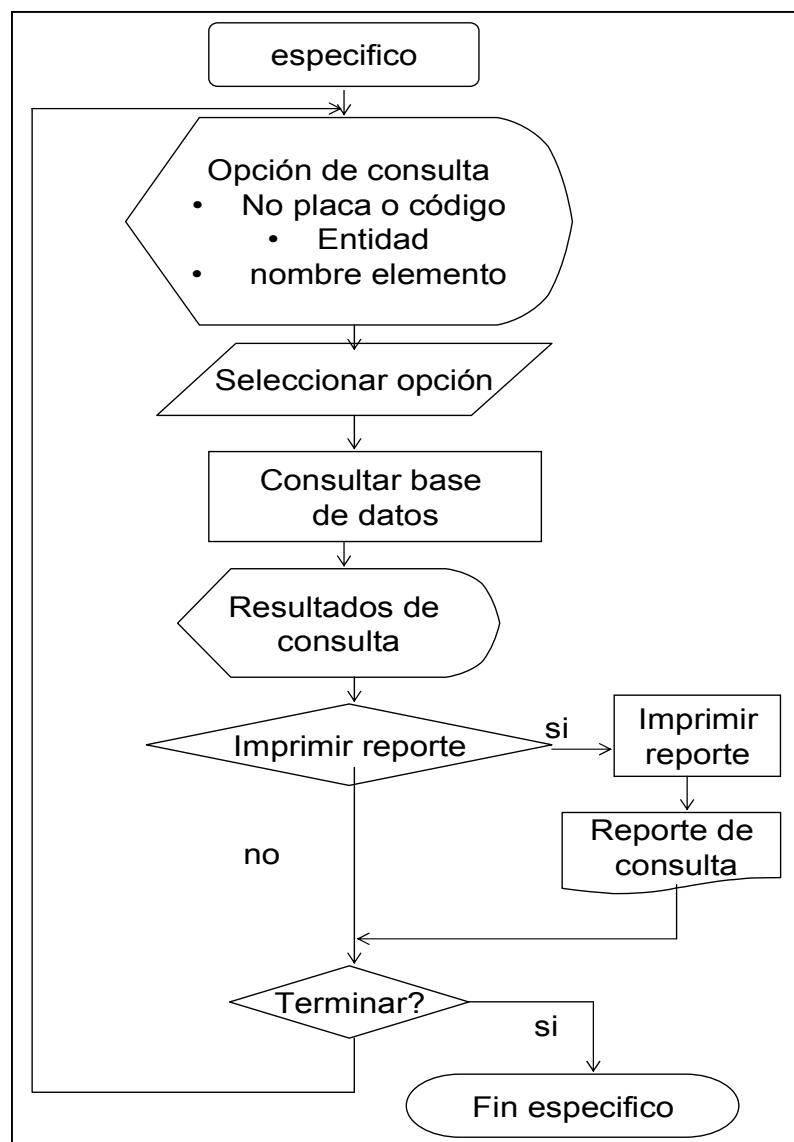 especifico
Opción de consulta
• No placa o código
• Entidad
• nombre elemento
Seleccionar opción
Consultar base
de datos
Resultados de
consulta
Imprimir reporte
si
Imprimir
reporte
Reporte de
consulta
no
Terminar?
si
Fin especifico